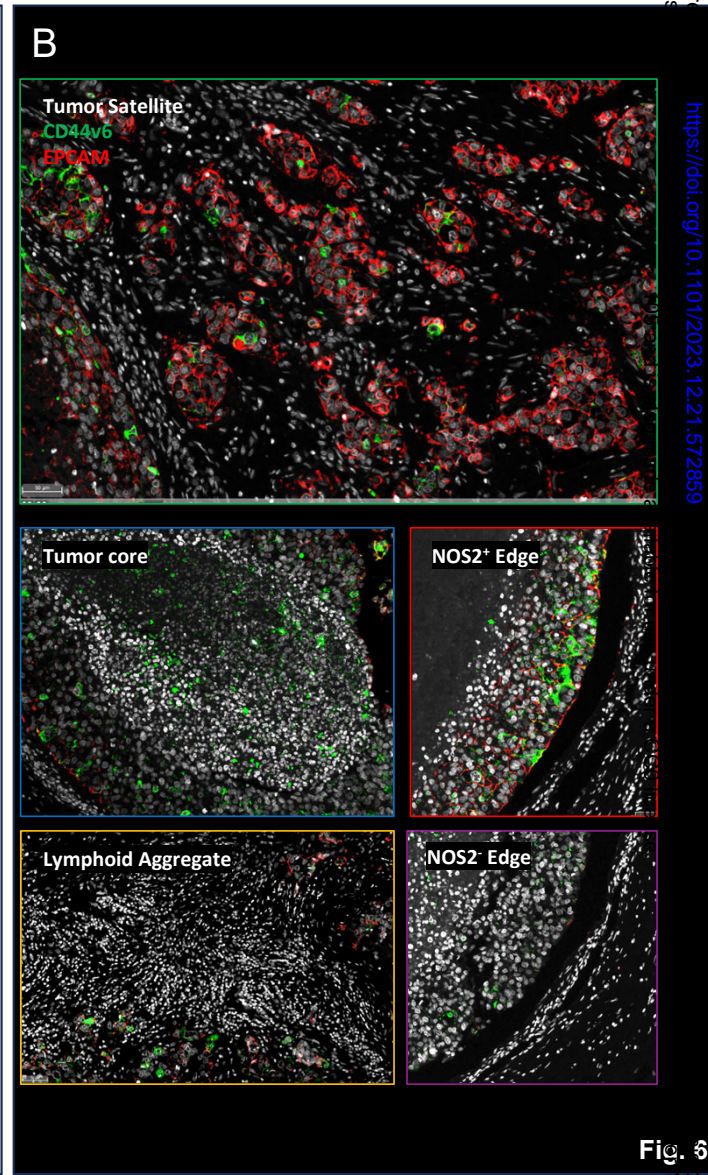 B
Tumor Satellite
CD44v6
EPCAM
Tumor core
NOS2⁺ Edge
Lymphoid Aggregate
NOS2⁻ Edge
https://doi.org/10.1101/2023.12.21.572859
Fig. 6